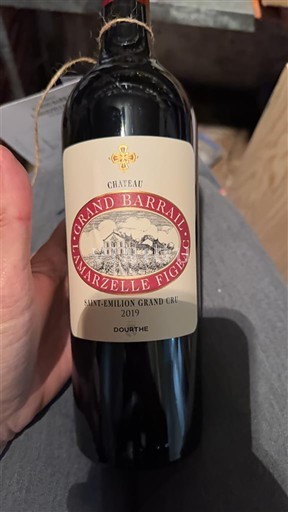 CHATEAU
· GRAND BARRAIL ·
LAMARZELLE FIGEAC
SAINT-EMILION GRAND CRU
2019
DOURTHE